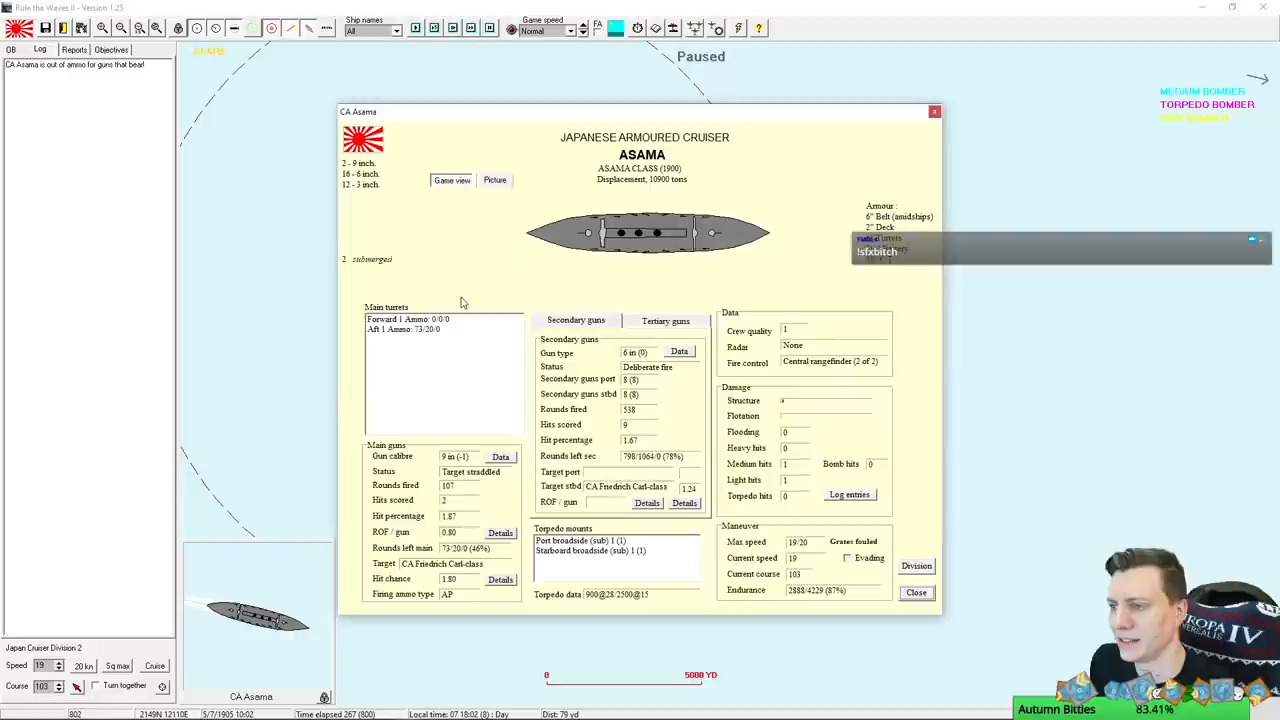 Rule the Waves II - Version 1.25
Ship names
All
Game speed
Normal
FA
OB
Log
Reports
Objectives
CA Asama is out of ammo for guns that bear!
Paused
MEDIUM BOMBER
TORPEDO BOMBER
CA Asama
JAPANESE ARMOURED CRUISER
ASAMA
ASAMA CLASS (1900)
Displacement, 10900 tons
2 - 9 inch.
16 - 6 inch.
12 - 3 inch.
Game view
Picture
Armour :
6" Belt (amidships)
2" Deck
Turrets
!sfxbitch
2 submerged
Main turrets
Forward 1 Ammo: 0/0/0
Aft 1 Ammo: 73/20/0
Main guns
Gun calibre 9 in (-1) Data
Status Target straddled
Rounds fired 107
Hits scored 2
Hit percentage 1.87
ROF / gun 0.80 Details
Rounds left main 73/20/0 (46%)
Target CA Friedrich Carl-class
Hit chance 1.80 Details
Firing ammo type AP
Secondary guns
Tertiary guns
Secondary guns
Gun type 6 in (0) Data
Status Deliberate fire
Secondary guns port 8 (8)
Secondary guns stbd 8 (8)
Rounds fired 538
Hits scored 9
Hit percentage 1.67
Rounds left sec 798/1064/0 (78%)
Target port
Target stbd CA Friedrich Carl-class 1.24
ROF / gun Details Details
Torpedo mounts
Port broadside (sub) 1 (1)
Starboard broadside (sub) 1 (1)
Torpedo data 900@28/2500@15
Data
Crew quality 1
Radar None
Fire control Central rangefinder (2 of 2)
Damage
Structure
Flotation
Flooding 0
Heavy hits 0
Medium hits 1 Bomb hits 0
Light hits 1
Torpedo hits 0 Log entries
Maneuver
Max speed 19/20 Grates fouled
Current speed 19 Evading
Current course 103
Endurance 2888/4229 (87%)
Division
Close
Japan Cruiser Division 2
Speed 19 20 kn Sq max Cruise
Course 103 Turn together
CA Asama
0 5000 YD
ROPA
ERSALIS IV
Autumn Bitties 83.41%
802 2149N 12110E 5/7/1905 10:02 Time elapsed 267 (800) Local time: 07:18:02 (8) : Day Dist: 79 yd